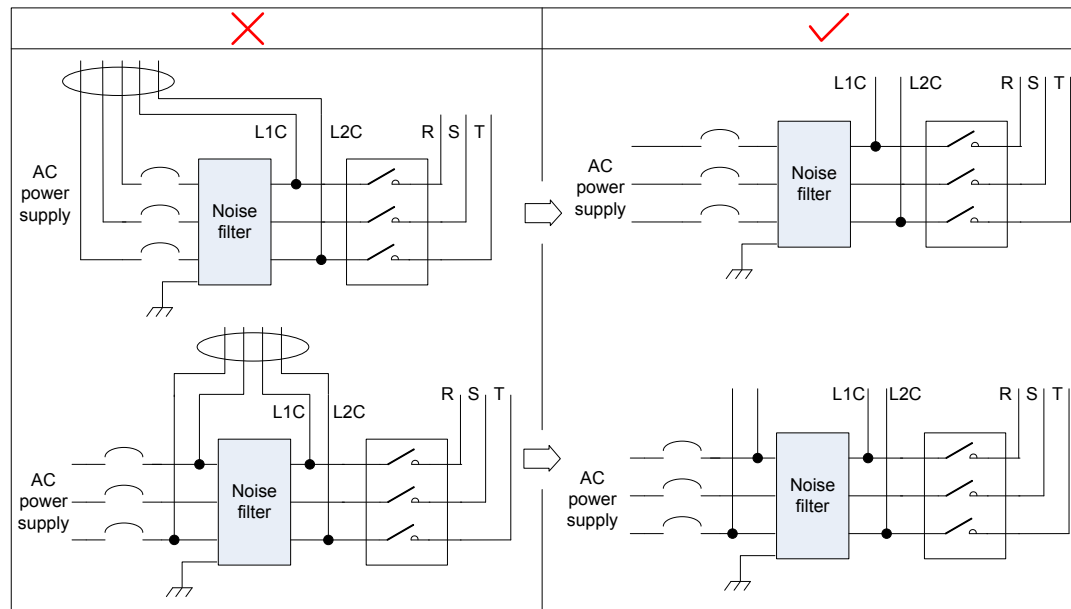 L1C L2C R S T
AC
power
supply
Noise
filter
L1C L2C R S T
AC
power
supply
Noise
filter
L1C L2C R S T
AC
power
supply
Noise
filter
L1C L2C R S T
AC
power
supply
Noise
filter